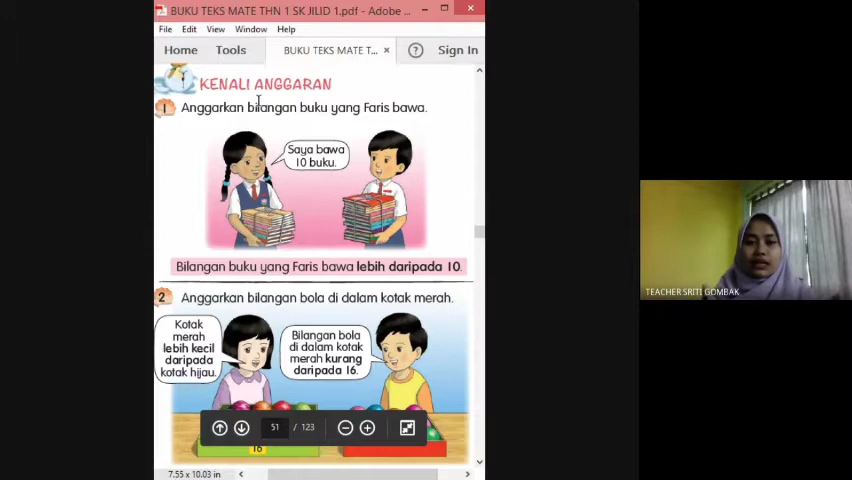 BUKU TEKS MATE THN 1 SK JILID 1.pdf - Adobe ...
File Edit View Window Help
Home Tools BUKU TEKS MATE T... × ? Sign In
KENALI ANGGARAN
1 Anggarkan bilangan buku yang Faris bawa.
Saya bawa
10 buku.
Bilangan buku yang Faris bawa lebih daripada 10.
2 Anggarkan bilangan bola di dalam kotak merah.
Kotak
merah
lebih kecil
daripada
kotak hijau.
Bilangan bola
di dalam kotak
merah kurang
daripada 16.
51 / 123
16
7.55 x 10.03 in
TEACHER SRITI GOMBAK